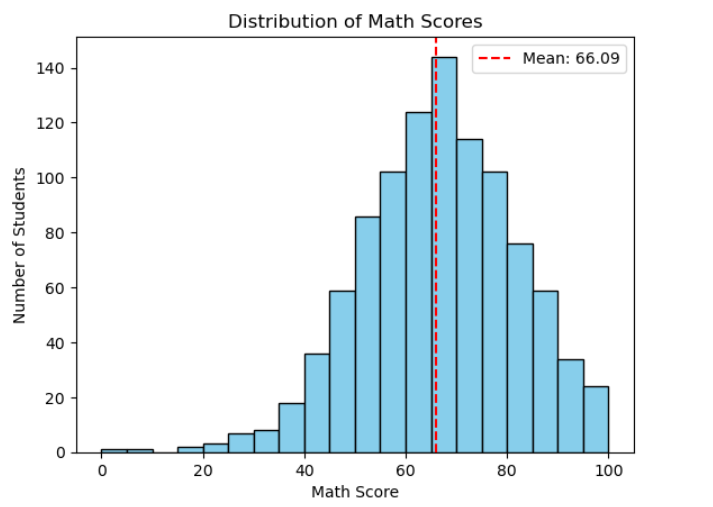 Distribution of Math Scores
Mean: 66.09
Number of Students
140
120
100
80
60
40
20
0
0 20 40 60 80 100
Math Score